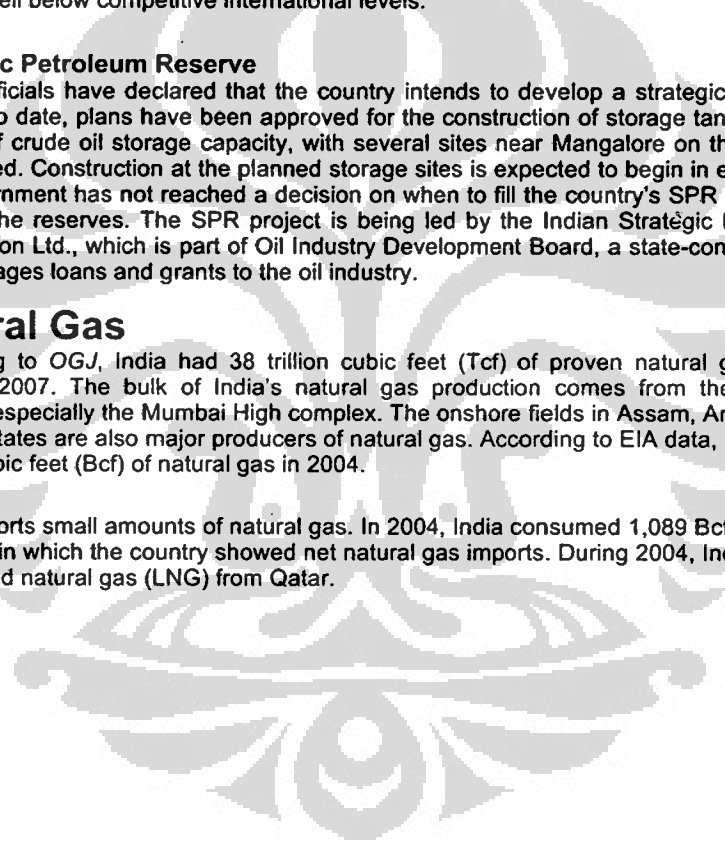 below competitive international levels.
c Petroleum Reserve
ficials have declared that the country intends to develop a strategic
date, plans have been approved for the construction of storage tan
crude oil storage capacity, with several sites near Mangalore on th
ed. Construction at the planned storage sites is expected to begin in e
rnment has not reached a decision on when to fill the country's SPR
he reserves. The SPR project is being led by the Indian Strategic
on Ltd., which is part of Oil Industry Development Board, a state-con
ages loans and grants to the oil industry.
ral Gas
g to OGJ, India had 38 trillion cubic feet (Tcf) of proven natural g
2007. The bulk of India's natural gas production comes from the
especially the Mumbai High complex. The onshore fields in Assam, An
tates are also major producers of natural gas. According to EIA data,
bic feet (Bcf) of natural gas in 2004.
orts small amounts of natural gas. In 2004, India consumed 1,089 Bcf
in which the country showed net natural gas imports. During 2004, Ind
d natural gas (LNG) from Qatar.